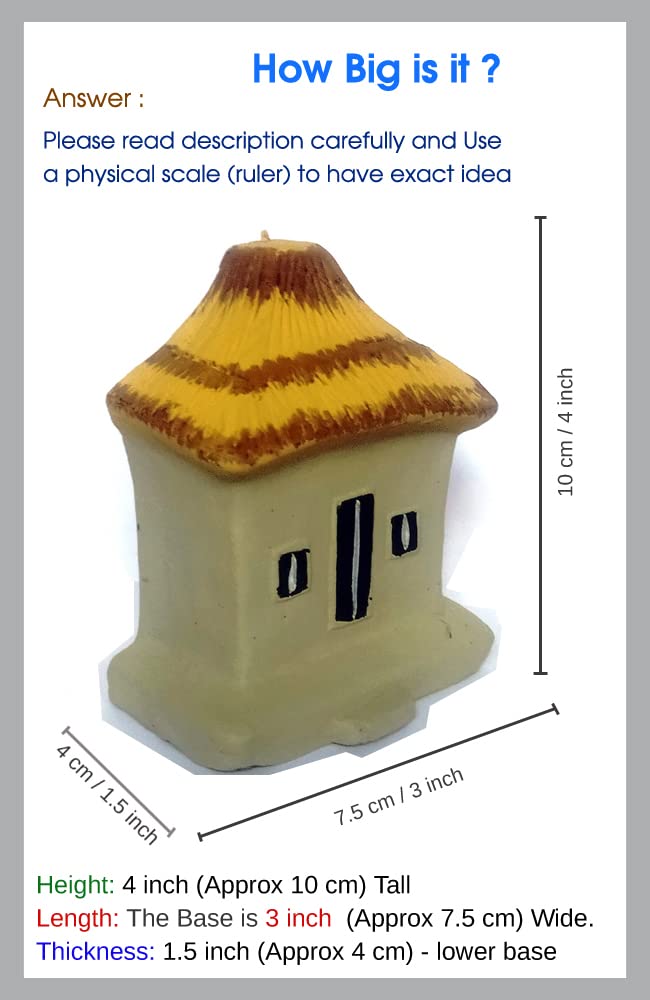 How Big is it ?
Answer :
Please read description carefully and Use
a physical scale (ruler) to have exact idea
10 cm / 4 inch
4 cm / 1.5 inch
7.5 cm / 3 inch
Height: 4 inch (Approx 10 cm) Tall
Length: The Base is 3 inch (Approx 7.5 cm) Wide.
Thickness: 1.5 inch (Approx 4 cm) - lower base